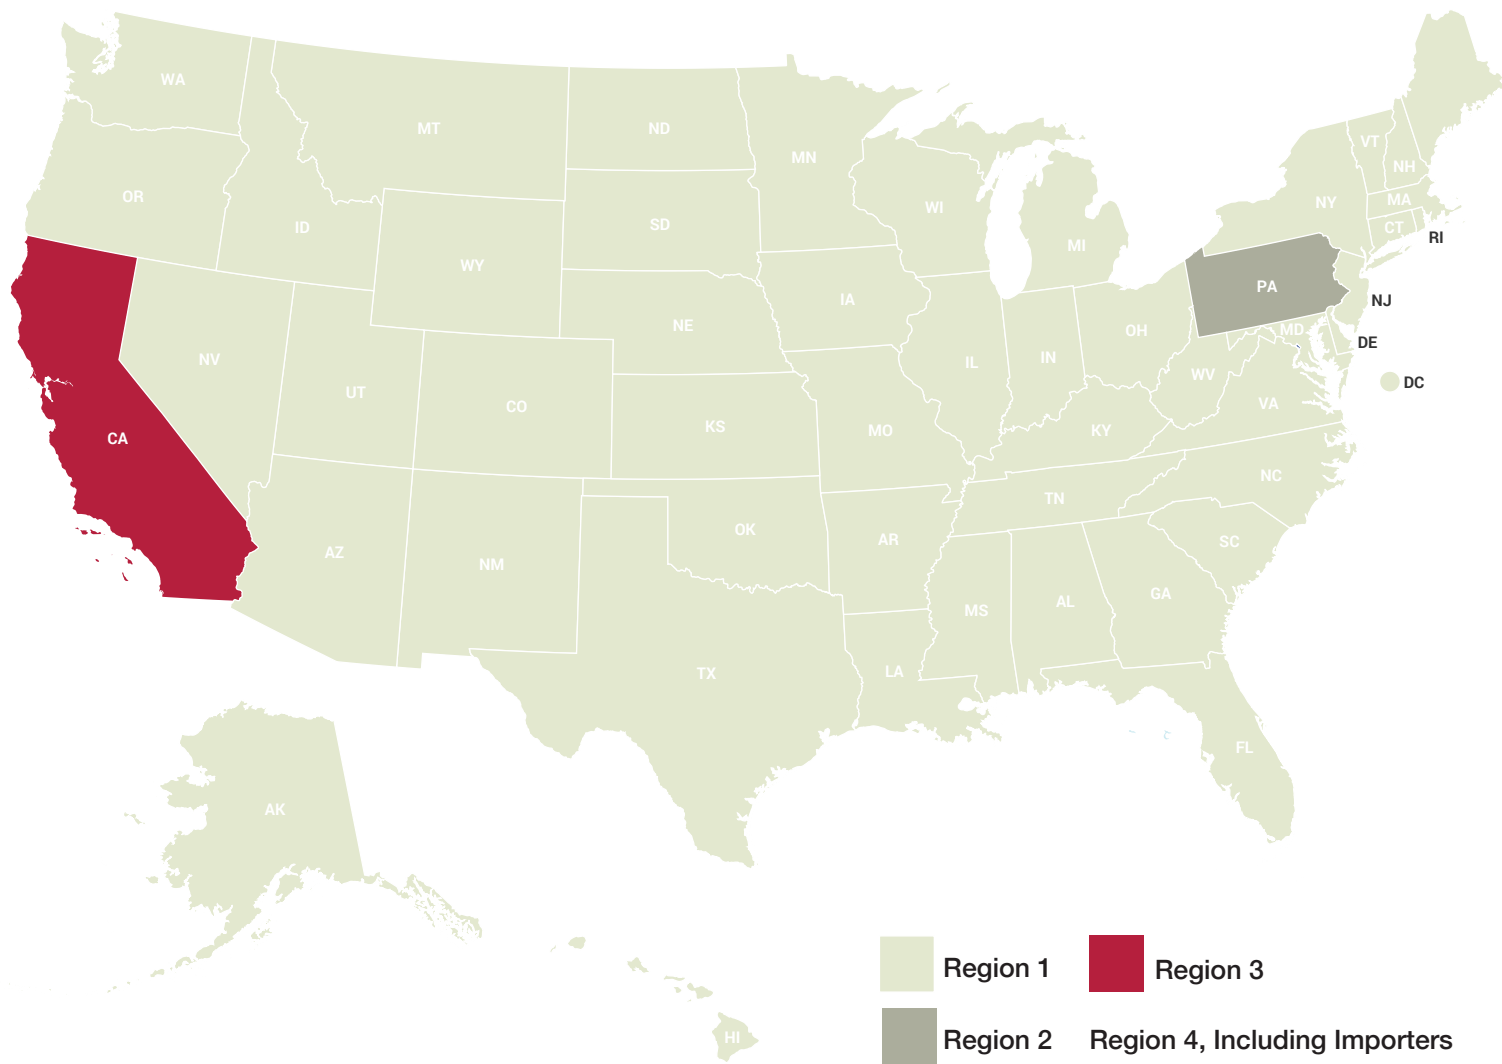 WA
MT
ND
MN
VT
NH
OR
ID
SD
WI
NY
MA
CT
RI
MI
WY
PA
NJ
IA
NE
OH
MD
DE
NV
IN
IL
WV
DC
UT
CO
VA
KS
MO
KY
CA
NC
TN
OK
AR
SC
AZ
NM
GA
AL
MS
TX
LA
FL
AK
HI
Region 1
Region 3
Region 2
Region 4, Including Importers